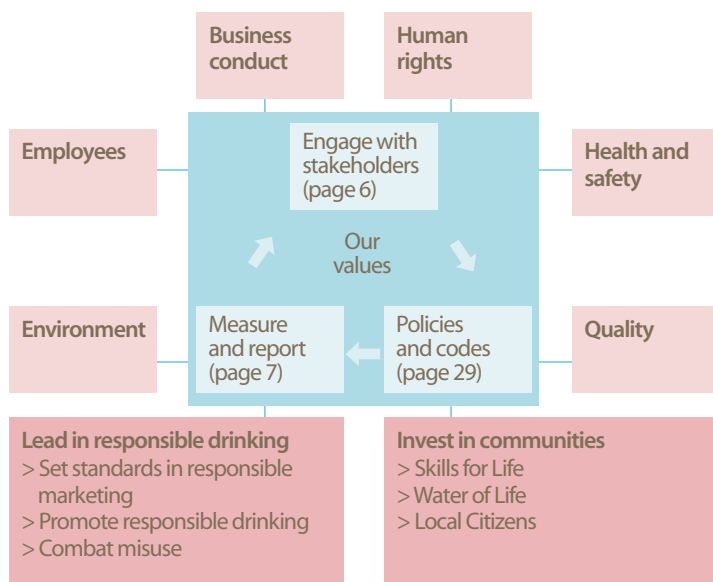 Business
conduct
Human
rights
Employees
Engage with
stakeholders
(page 6)
Health and
safety
Our
values
Environment
Measure
and report
(page 7)
Policies
and codes
(page 29)
Quality
Lead in responsible drinking
> Set standards in responsible
marketing
> Promote responsible drinking
> Combat misuse
Invest in communities
> Skills for Life
> Water of Life
> Local Citizens